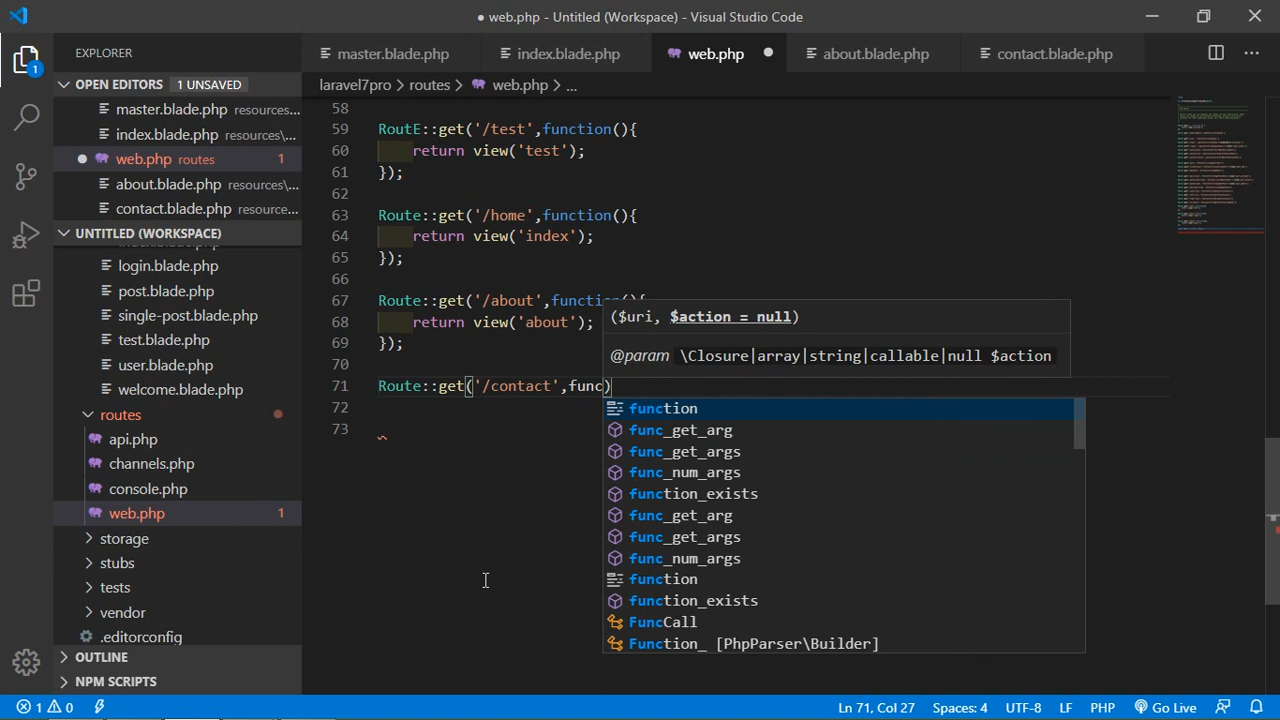 ● web.php - Untitled (Workspace) - Visual Studio Code
EXPLORER
master.blade.php index.blade.php web.php ● about.blade.php contact.blade.php
OPEN EDITORS 1 UNSAVED
laravel7pro > routes > web.php > ...
master.blade.php resources...
index.blade.php resources\...
web.php routes 1
about.blade.php resources\...
contact.blade.php resource...
UNTITLED (WORKSPACE)
index.blade.php
login.blade.php
post.blade.php
single-post.blade.php
test.blade.php
user.blade.php
welcome.blade.php
routes
api.php
channels.php
console.php
web.php 1
storage
stubs
tests
vendor
.editorconfig
OUTLINE
NPM SCRIPTS
58
59 RoutE::get('/test',function(){
60 return view('test');
61 });
62
63 Route::get('/home',function(){
64 return view('index');
65 });
66
67 Route::get('/about',function(){
68 return view('about');
69 });
70
71 Route::get('/contact',func)
72
73
($uri, $action = null)
@param \Closure|array|string|callable|null $action
function
func_get_arg
func_get_args
func_num_args
function_exists
func_get_arg
func_get_args
func_num_args
function
function_exists
FuncCall
Function_ [PhpParser\Builder]
1 0 Ln 71, Col 27 Spaces: 4 UTF-8 LF PHP Go Live